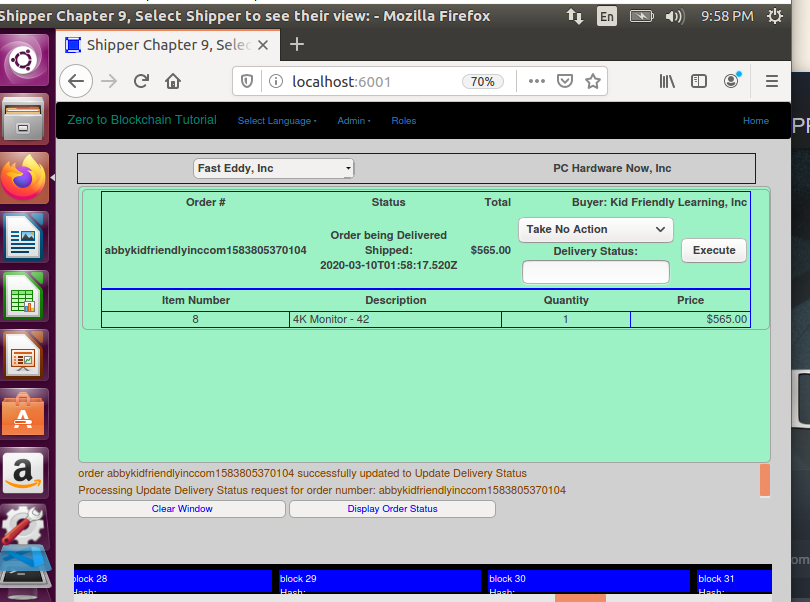 Shipper Chapter 9, Select Shipper to see their view: - Mozilla Firefox
En
9:58 PM
Shipper Chapter 9, Selec
localhost:6001
70%
Zero to Blockchain Tutorial
Select Language
Admin
Roles
Home
Fast Eddy, Inc
PC Hardware Now, Inc
Order #
Status
Total
Buyer: Kid Friendly Learning, Inc
abbykidfriendlyinccom1583805370104
Order being Delivered
Shipped:
2020-03-10T01:58:17.520Z
$565.00
Take No Action
Delivery Status:
Execute
Item Number
Description
Quantity
Price
8
4K Monitor - 42
1
$565.00
order abbykidfriendlyinccom1583805370104 successfully updated to Update Delivery Status
Processing Update Delivery Status request for order number: abbykidfriendlyinccom1583805370104
Clear Window
Display Order Status
block 28
block 29
block 30
block 31
Hash:
Hash:
Hash:
Hash: